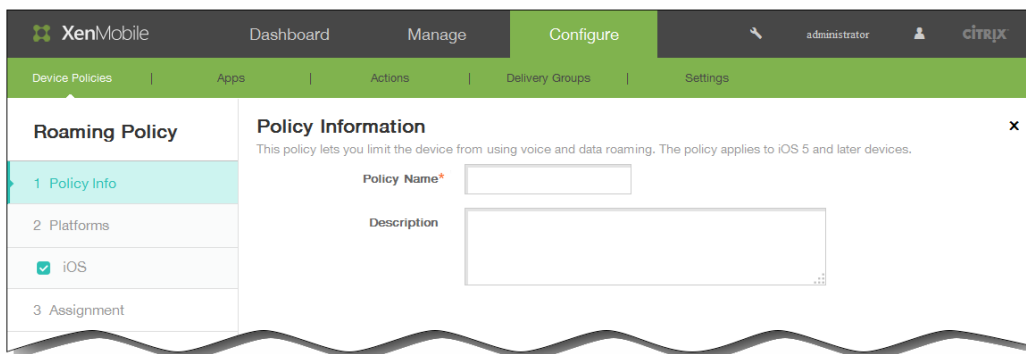 XenMobile Dashboard Manage Configure administrator CITRIX
Device Policies | Apps | Actions | Delivery Groups | Settings
Roaming Policy
1 Policy Info
2 Platforms
iOS
3 Assignment
Policy Information
This policy lets you limit the device from using voice and data roaming. The policy applies to iOS 5 and later devices.
Policy Name*
Description